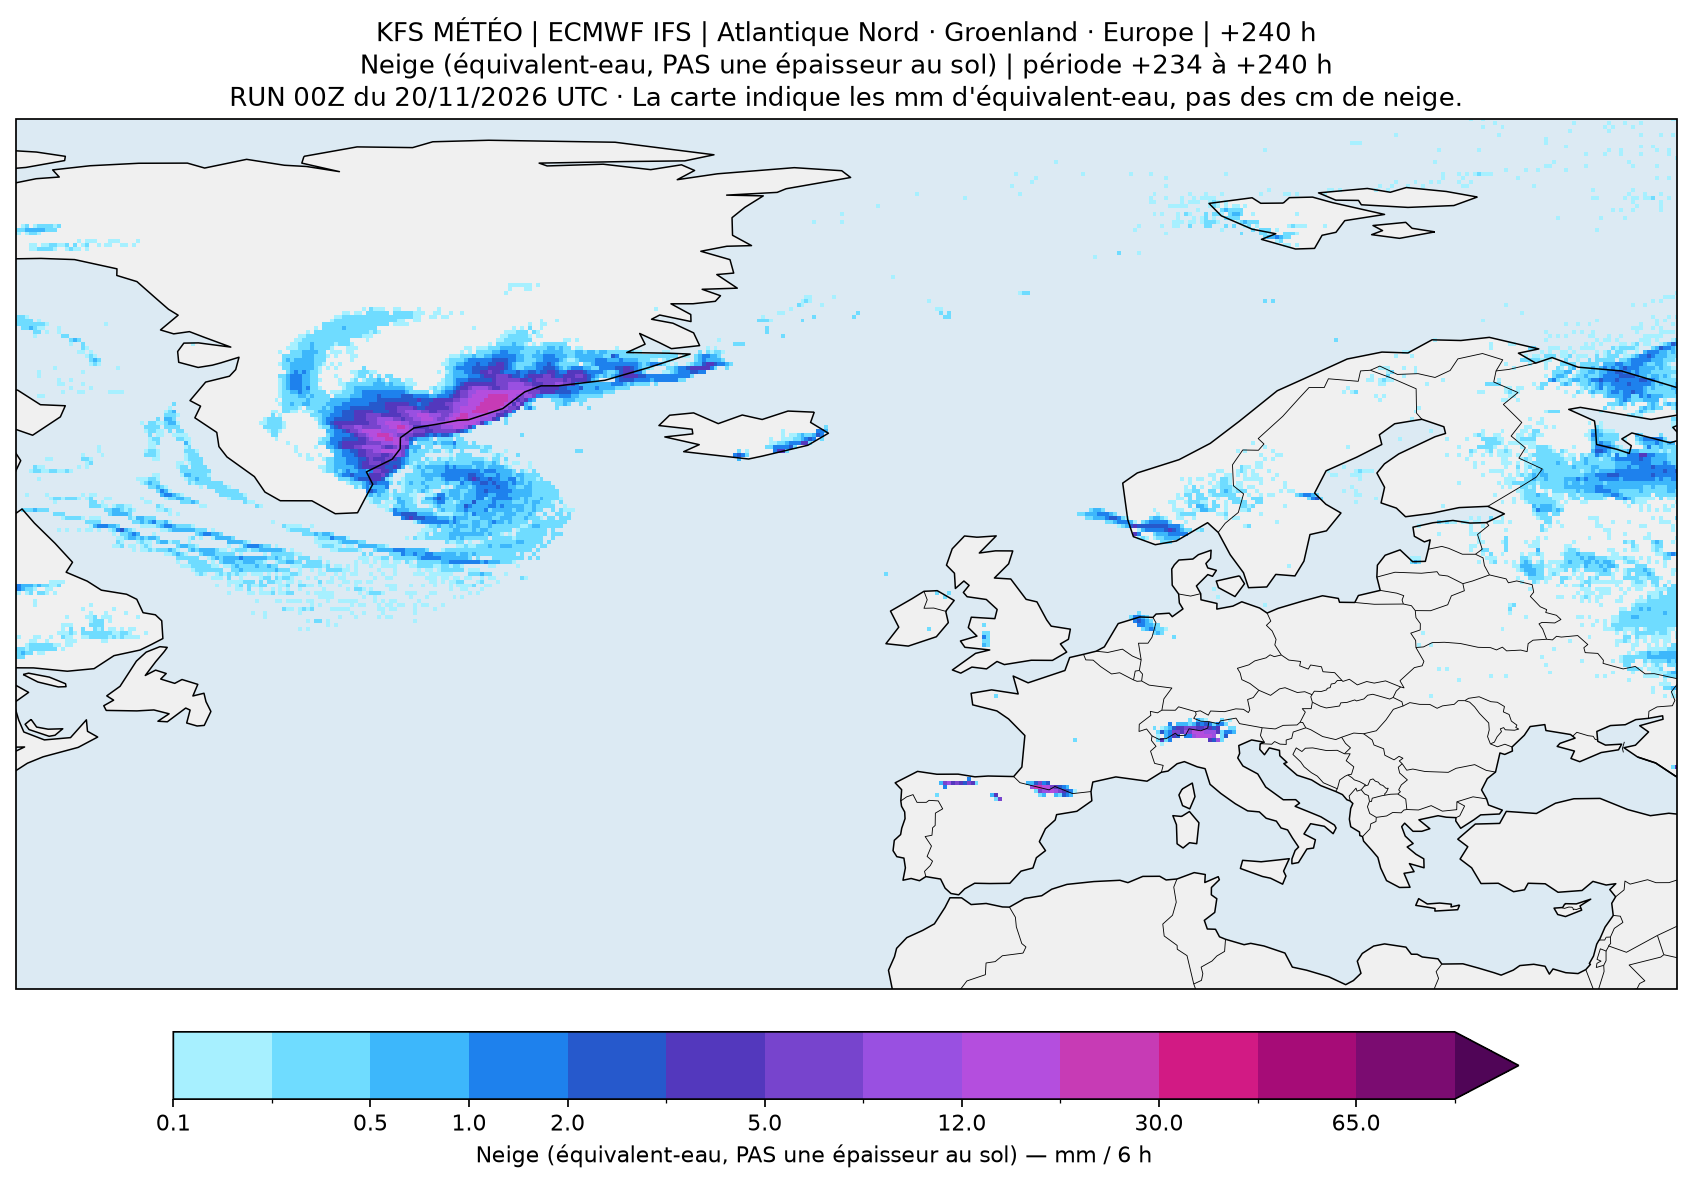 KFS MÉTÉO | ECMWF IFS | Atlantique Nord · Groenland · Europe | +240 h
Neige (équivalent-eau, PAS une épaisseur au sol) | période +234 à +240 h
RUN 00Z du 20/11/2026 UTC · La carte indique les mm d'équivalent-eau, pas des cm de neige.
0.1 0.5 1.0 2.0 5.0 12.0 30.0 65.0
Neige (équivalent-eau, PAS une épaisseur au sol) — mm / 6 h